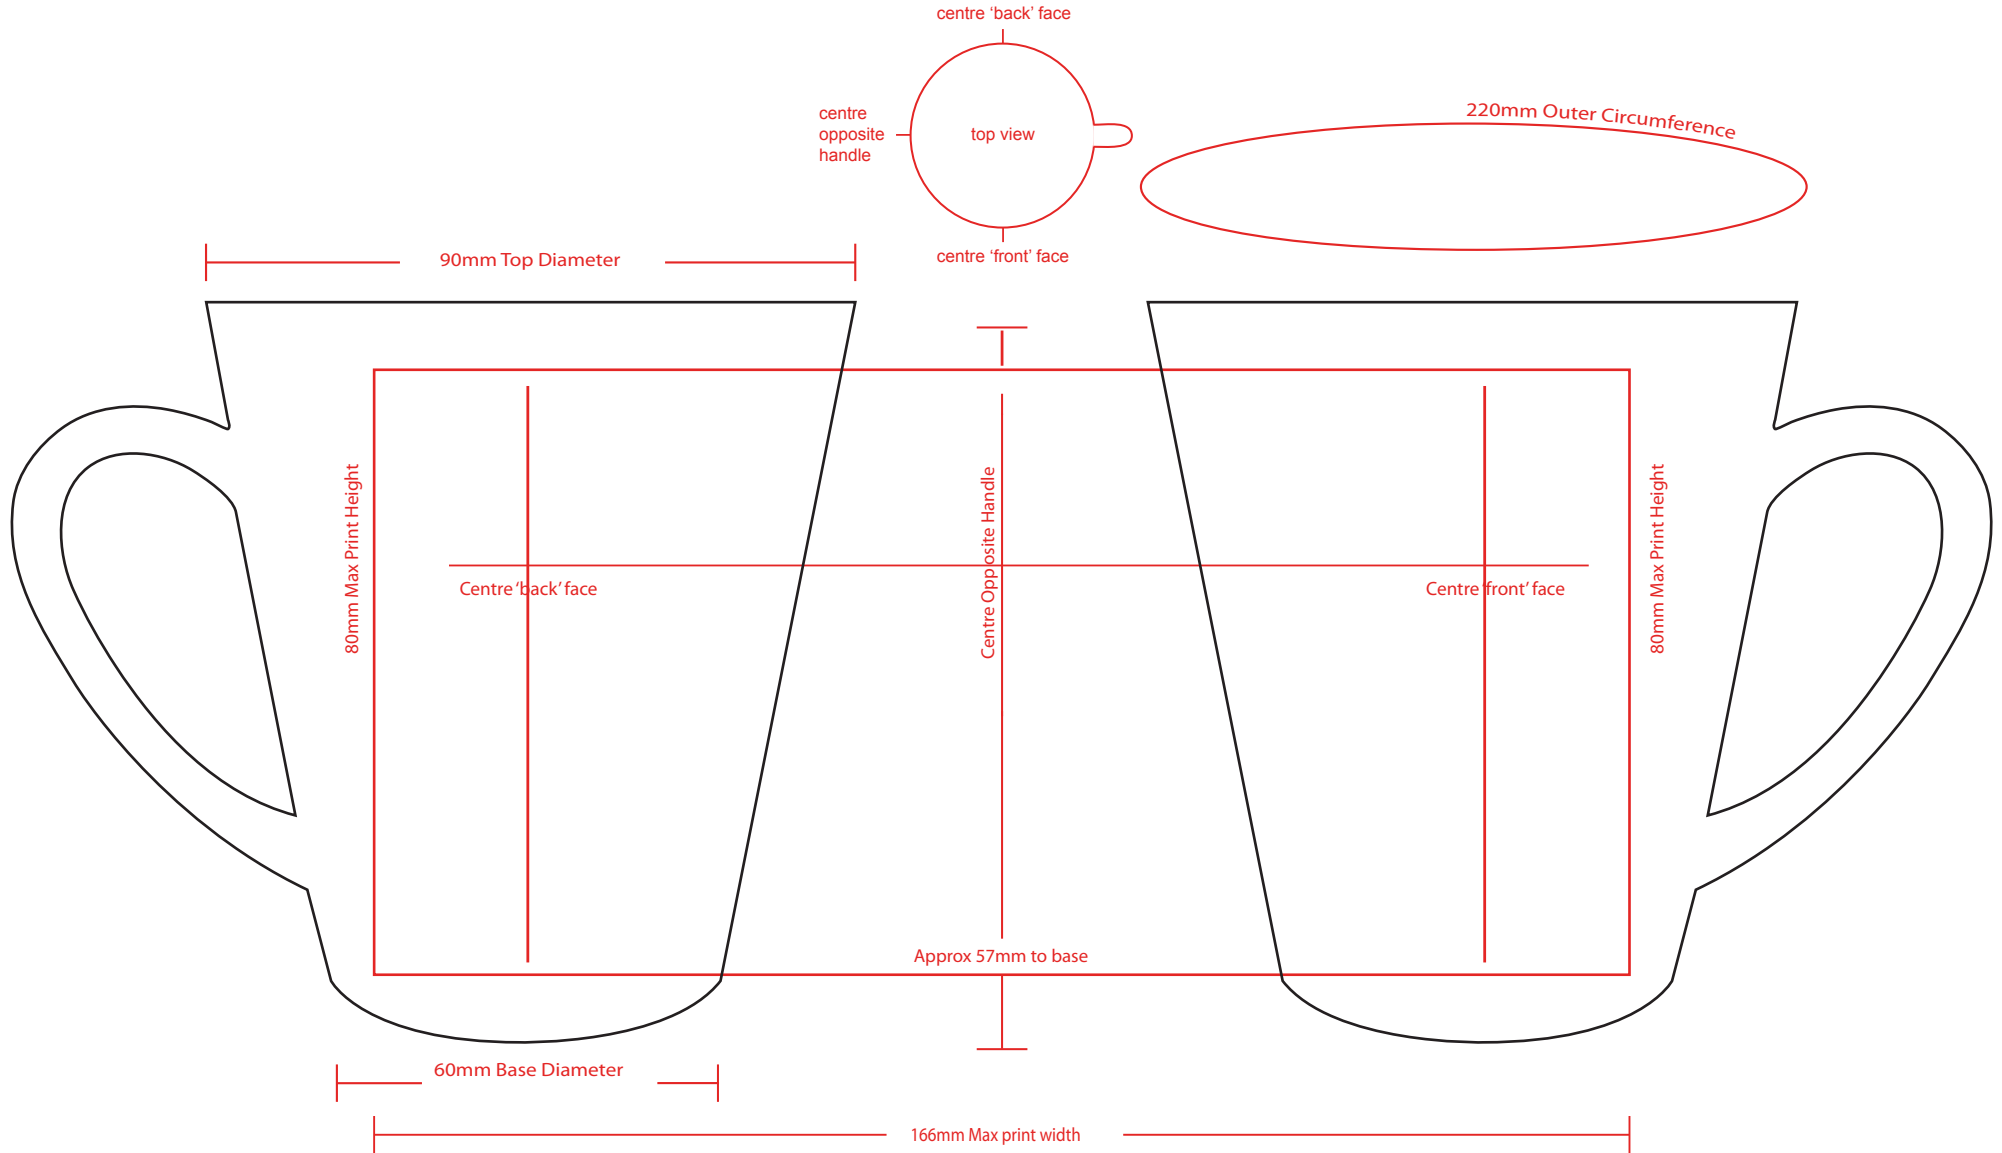 centre ‘back’ face
centre
opposite
handle
top view
220mm Outer Circumference
centre ‘front’ face
90mm Top Diameter
80mm Max Print Height
Centre Opposite Handle
80mm Max Print Height
Centre ‘back’ face
Centre ‘front’ face
Approx 57mm to base
60mm Base Diameter
166mm Max print width